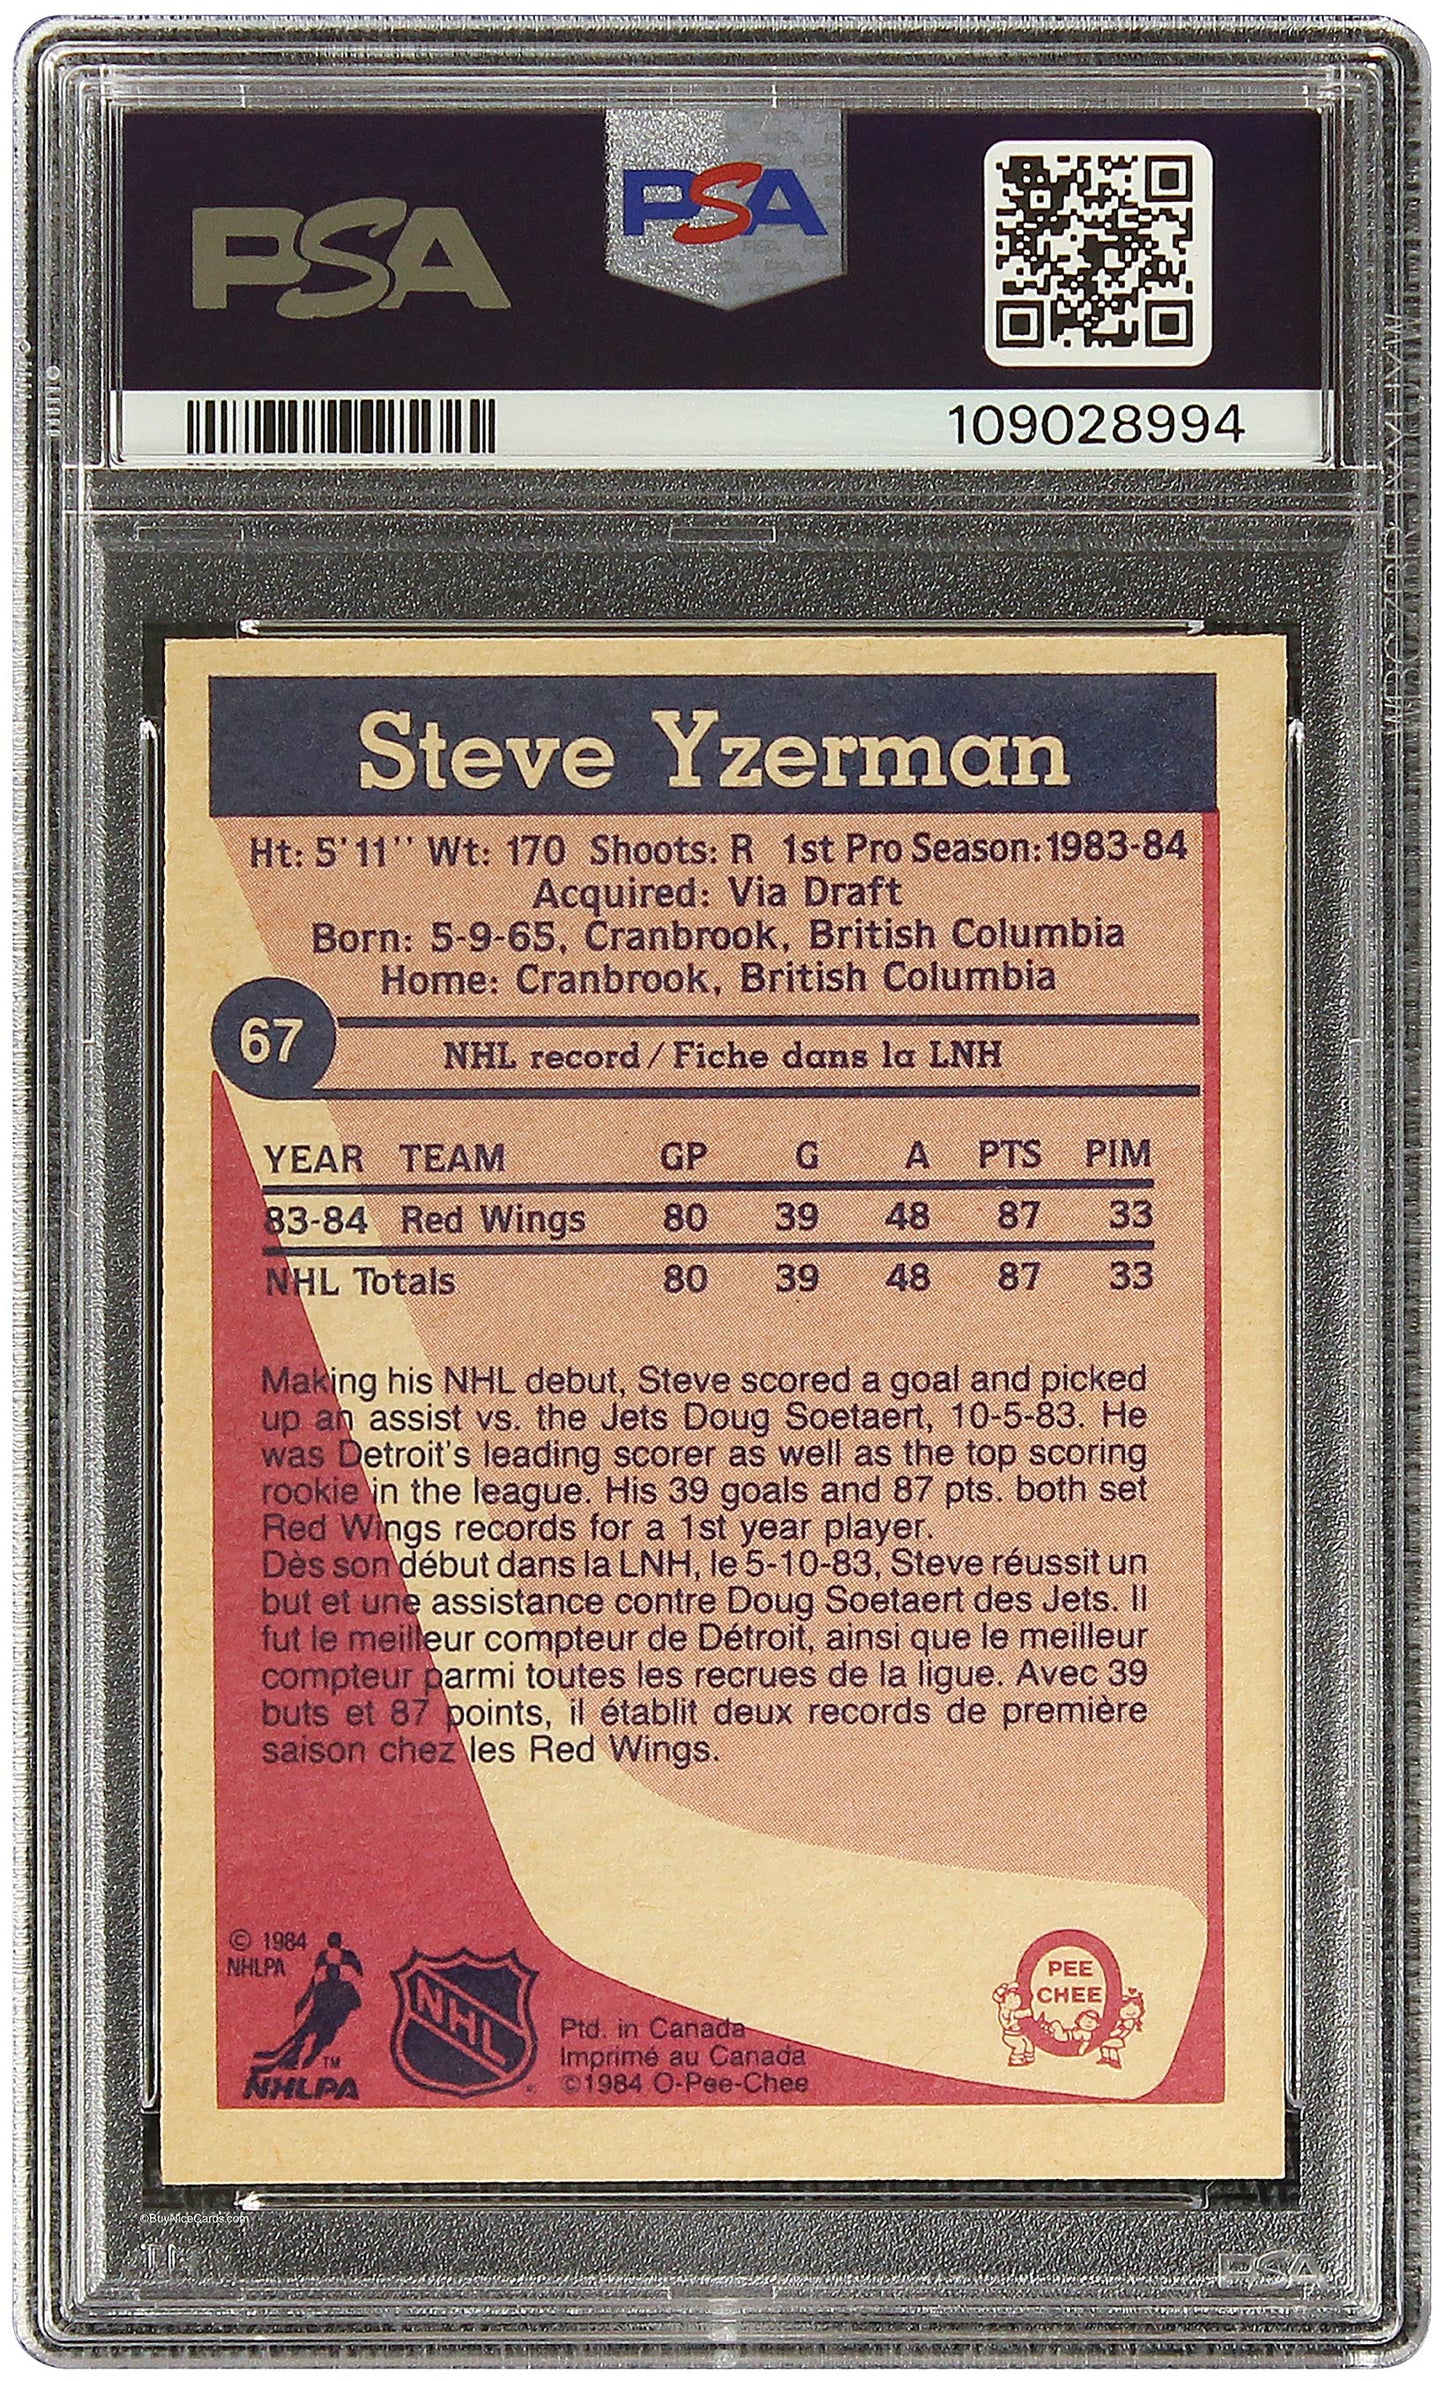 PSA
PSA
109028994
Steve Yzerman
Ht: 5'11'' Wt: 170 Shoots: R 1st Pro Season: 1983-84
Acquired: Via Draft
Born: 5-9-65, Cranbrook, British Columbia
Home: Cranbrook, British Columbia
67
NHL record / Fiche dans la LNH
YEAR TEAM GP G A PTS PIM
83-84 Red Wings 80 39 48 87 33
NHL Totals 80 39 48 87 33
Making his NHL debut, Steve scored a goal and picked
up an assist vs. the Jets Doug Soetaert, 10-5-83. He
was Detroit's leading scorer as well as the top scoring
rookie in the league. His 39 goals and 87 pts. both set
Red Wings records for a 1st year player.
Dès son début dans la LNH, le 5-10-83, Steve réussit un
but et une assistance contre Doug Soetaert des Jets. Il
fut le meilleur compteur de Détroit, ainsi que le meilleur
compteur parmi toutes les recrues de la ligue. Avec 39
buts et 87 points, il établit deux records de première
saison chez les Red Wings.
© 1984
NHLPA
TM
NHLPA
NHL
Ptd. in Canada
Imprimé au Canada
©1984 O-Pee-Chee
O
PEE
CHEE
©BuyNiceCards.com
PSA